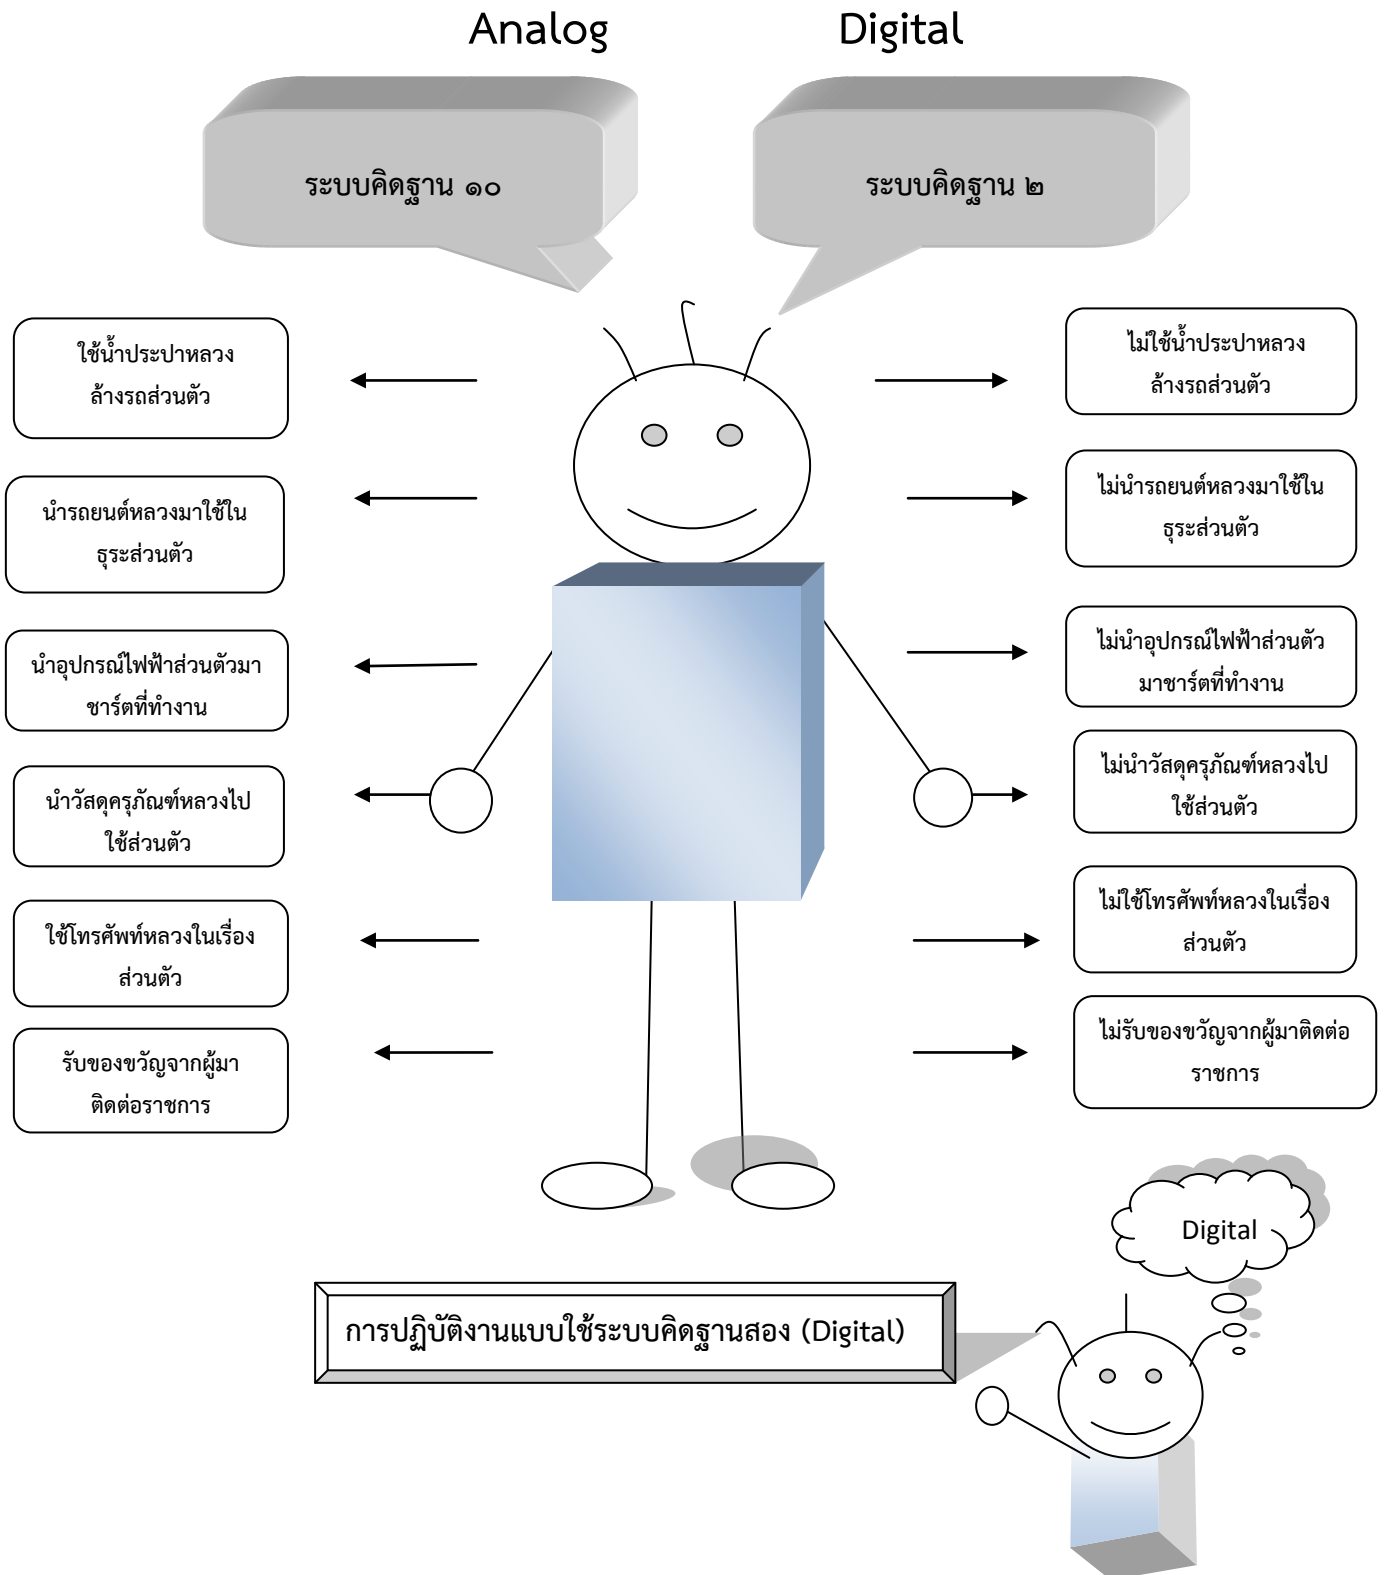 Analog
Digital
ระบบคิดฐาน ๑๐
ระบบคิดฐาน ๒
ใช้น้ำประปาหลวง
ล้างรถส่วนตัว
ไม่ใช้น้ำประปาหลวง
ล้างรถส่วนตัว
นำรถยนต์หลวงมาใช้ใน
ธุระส่วนตัว
ไม่นำรถยนต์หลวงมาใช้ใน
ธุระส่วนตัว
นำอุปกรณ์ไฟฟ้าส่วนตัวมา
ชาร์ตที่ทำงาน
ไม่นำอุปกรณ์ไฟฟ้าส่วนตัว
มาชาร์ตที่ทำงาน
นำวัสดุครุภัณฑ์หลวงไป
ใช้ส่วนตัว
ไม่นำวัสดุครุภัณฑ์หลวงไป
ใช้ส่วนตัว
ใช้โทรศัพท์หลวงในเรื่อง
ส่วนตัว
ไม่ใช้โทรศัพท์หลวงในเรื่อง
ส่วนตัว
รับของขวัญจากผู้มา
ติดต่อราชการ
ไม่รับของขวัญจากผู้มาติดต่อ
ราชการ
Digital
การปฏิบัติงานแบบใช้ระบบคิดฐานสอง (Digital)